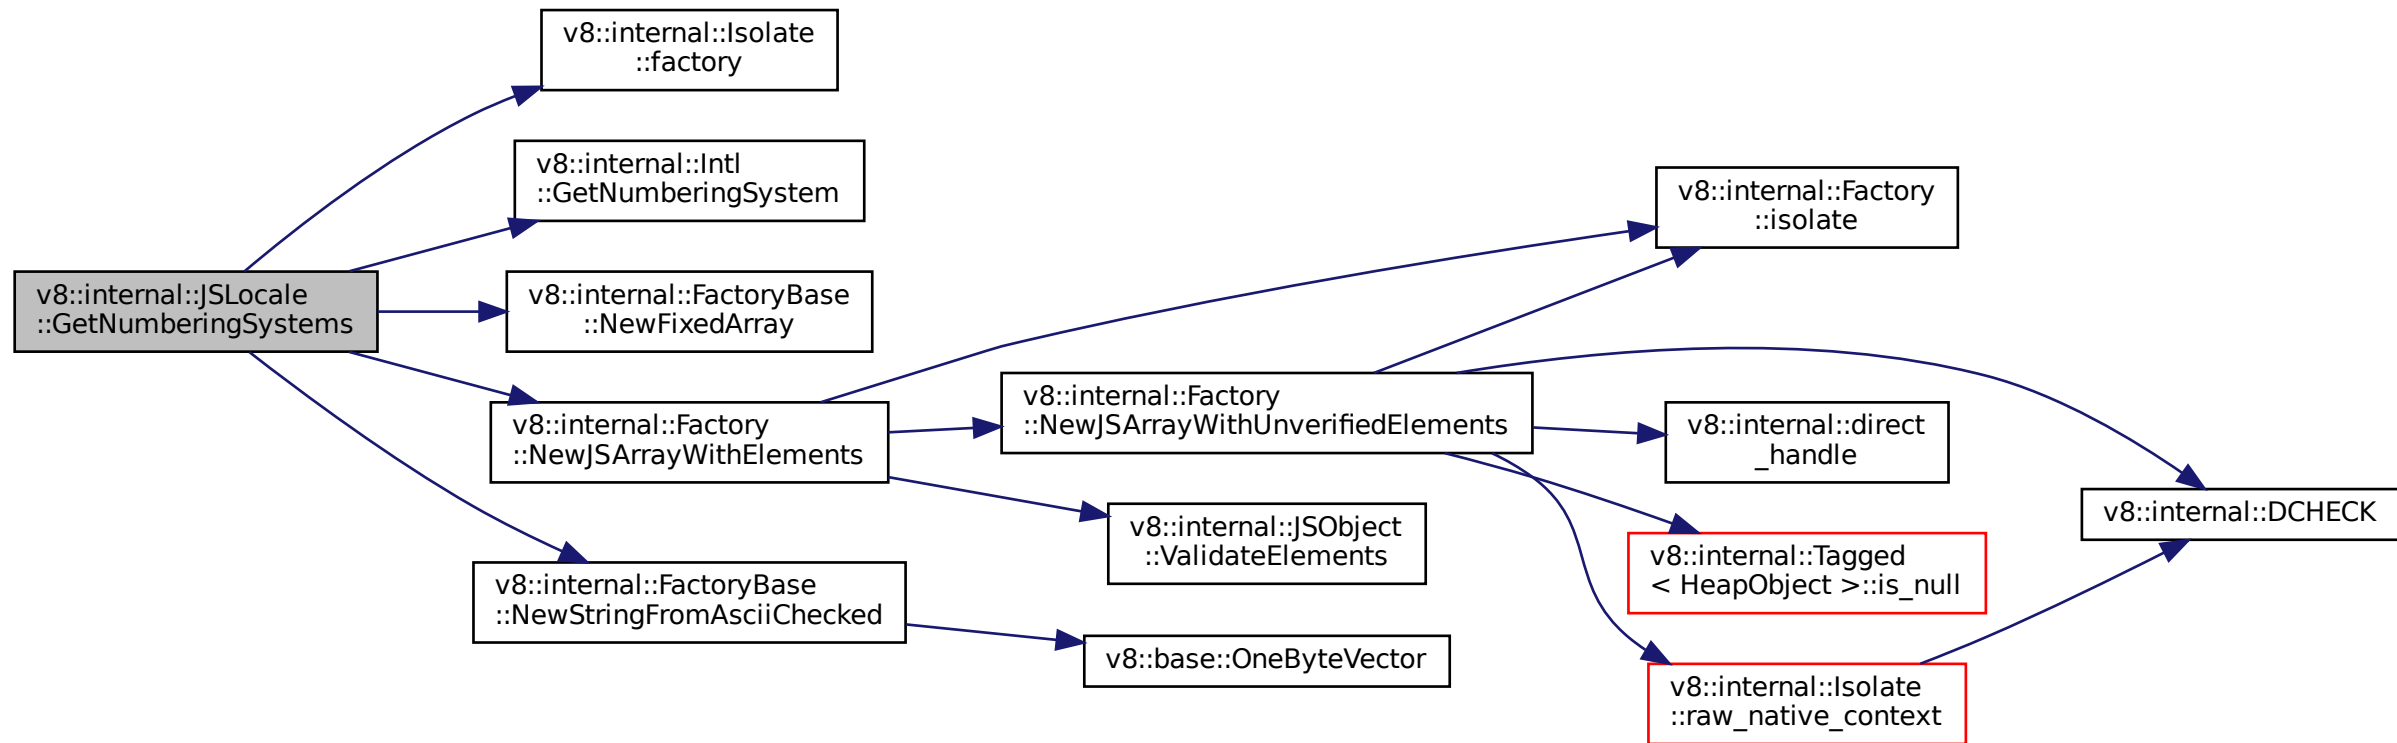 v8::internal::JSLocale
::GetNumberingSystems
v8::internal::Isolate
::factory
v8::internal::Intl
::GetNumberingSystem
v8::internal::FactoryBase
::NewFixedArray
v8::internal::Factory
::NewJSArrayWithElements
v8::internal::FactoryBase
::NewStringFromAsciiChecked
v8::internal::Factory
::NewJSArrayWithUnverifiedElements
v8::internal::JSObject
::ValidateElements
v8::base::OneByteVector
v8::internal::Factory
::isolate
v8::internal::direct
_handle
v8::internal::Tagged
< HeapObject >::is_null
v8::internal::Isolate
::raw_native_context
v8::internal::DCHECK